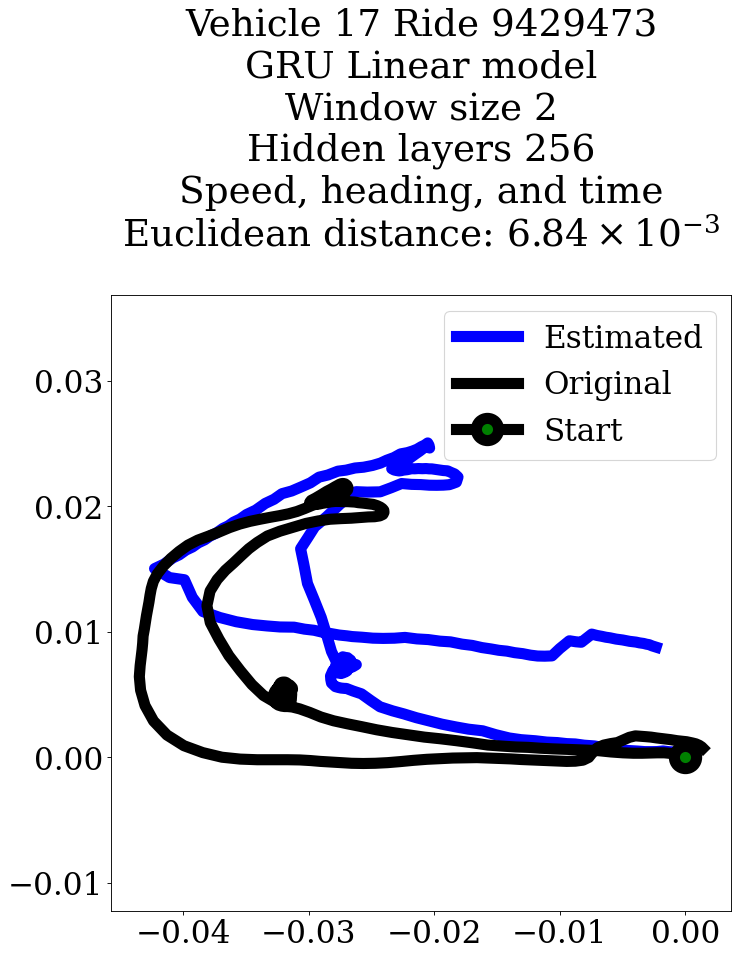 Vehicle 17 Ride 9429473
GRU Linear model
Window size 2
Hidden layers 256
Speed, heading, and time
Euclidean distance: 6.84 × 10⁻³
Estimated
Original
Start
0.03
0.02
0.01
0.00
−0.01
−0.04 −0.03 −0.02 −0.01 0.00